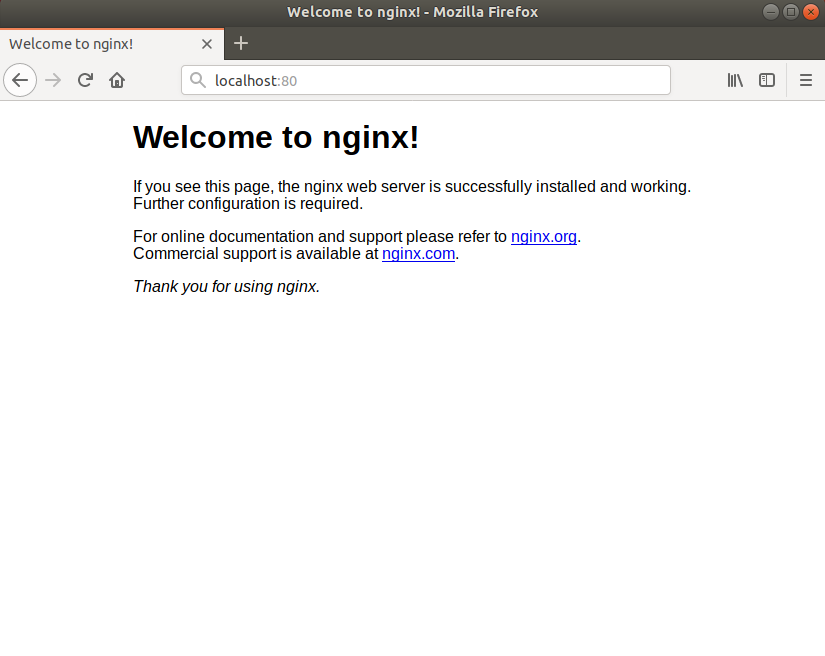 Welcome to nginx! - Mozilla Firefox
Welcome to nginx!
localhost:80
Welcome to nginx!
If you see this page, the nginx web server is successfully installed and working.
Further configuration is required.
For online documentation and support please refer to nginx.org.
Commercial support is available at nginx.com.
Thank you for using nginx.